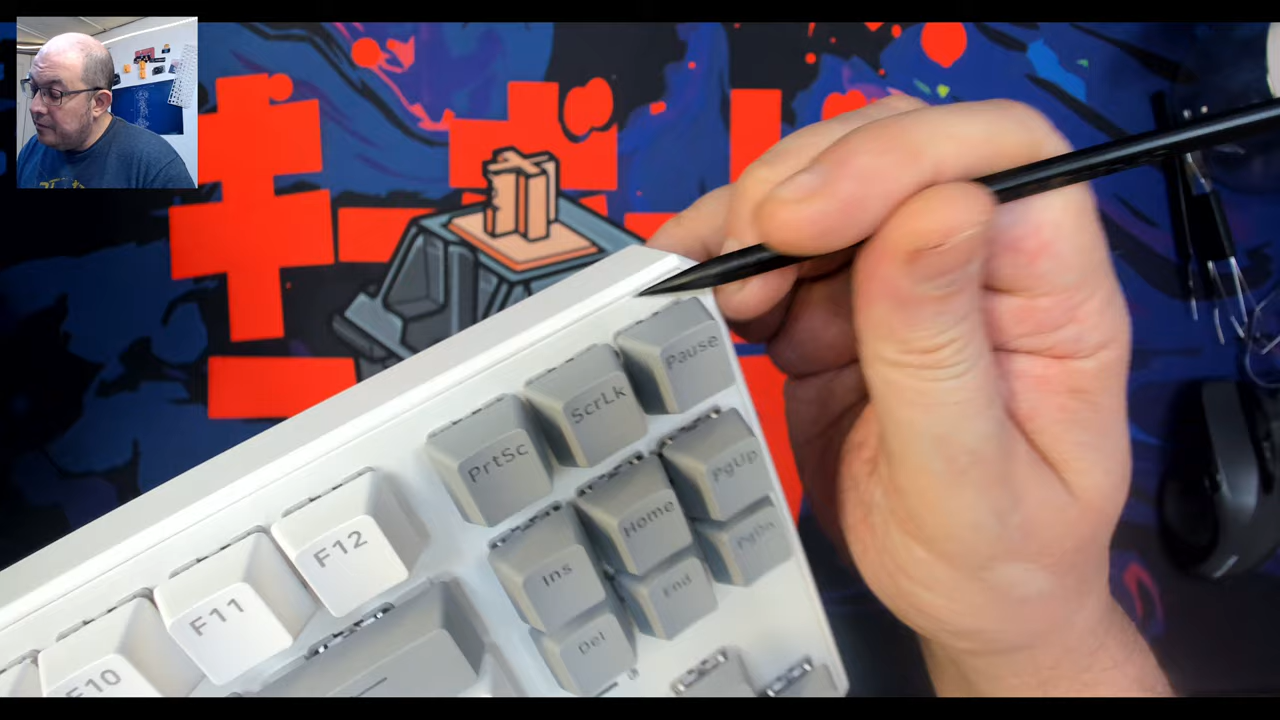 Pause
ScrLk
PrtSc
PgUp
Home
Ins
PgDn
End
Del
F12
F11
F10